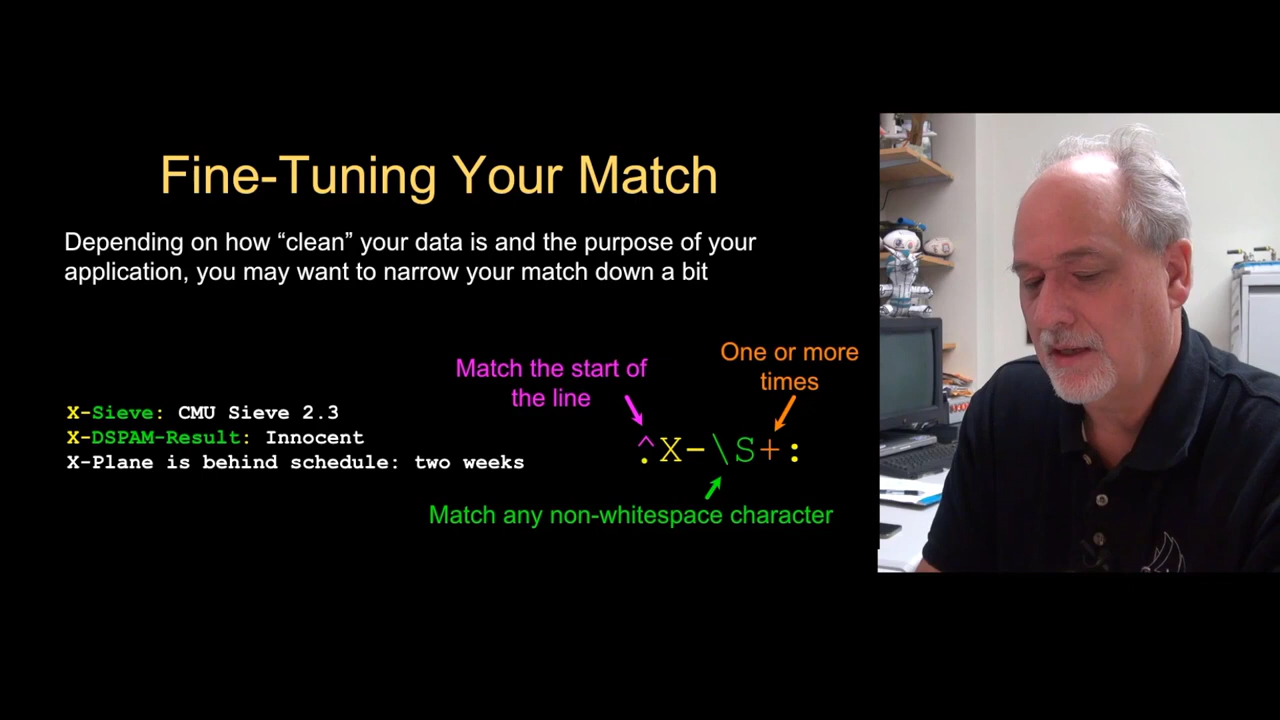 Fine-Tuning Your Match
Depending on how “clean” your data is and the purpose of your
application, you may want to narrow your match down a bit
Match the start of
the line
One or more
times
X-Sieve: CMU Sieve 2.3
X-DSPAM-Result: Innocent
X-Plane is behind schedule: two weeks
^X-\S+:
Match any non-whitespace character